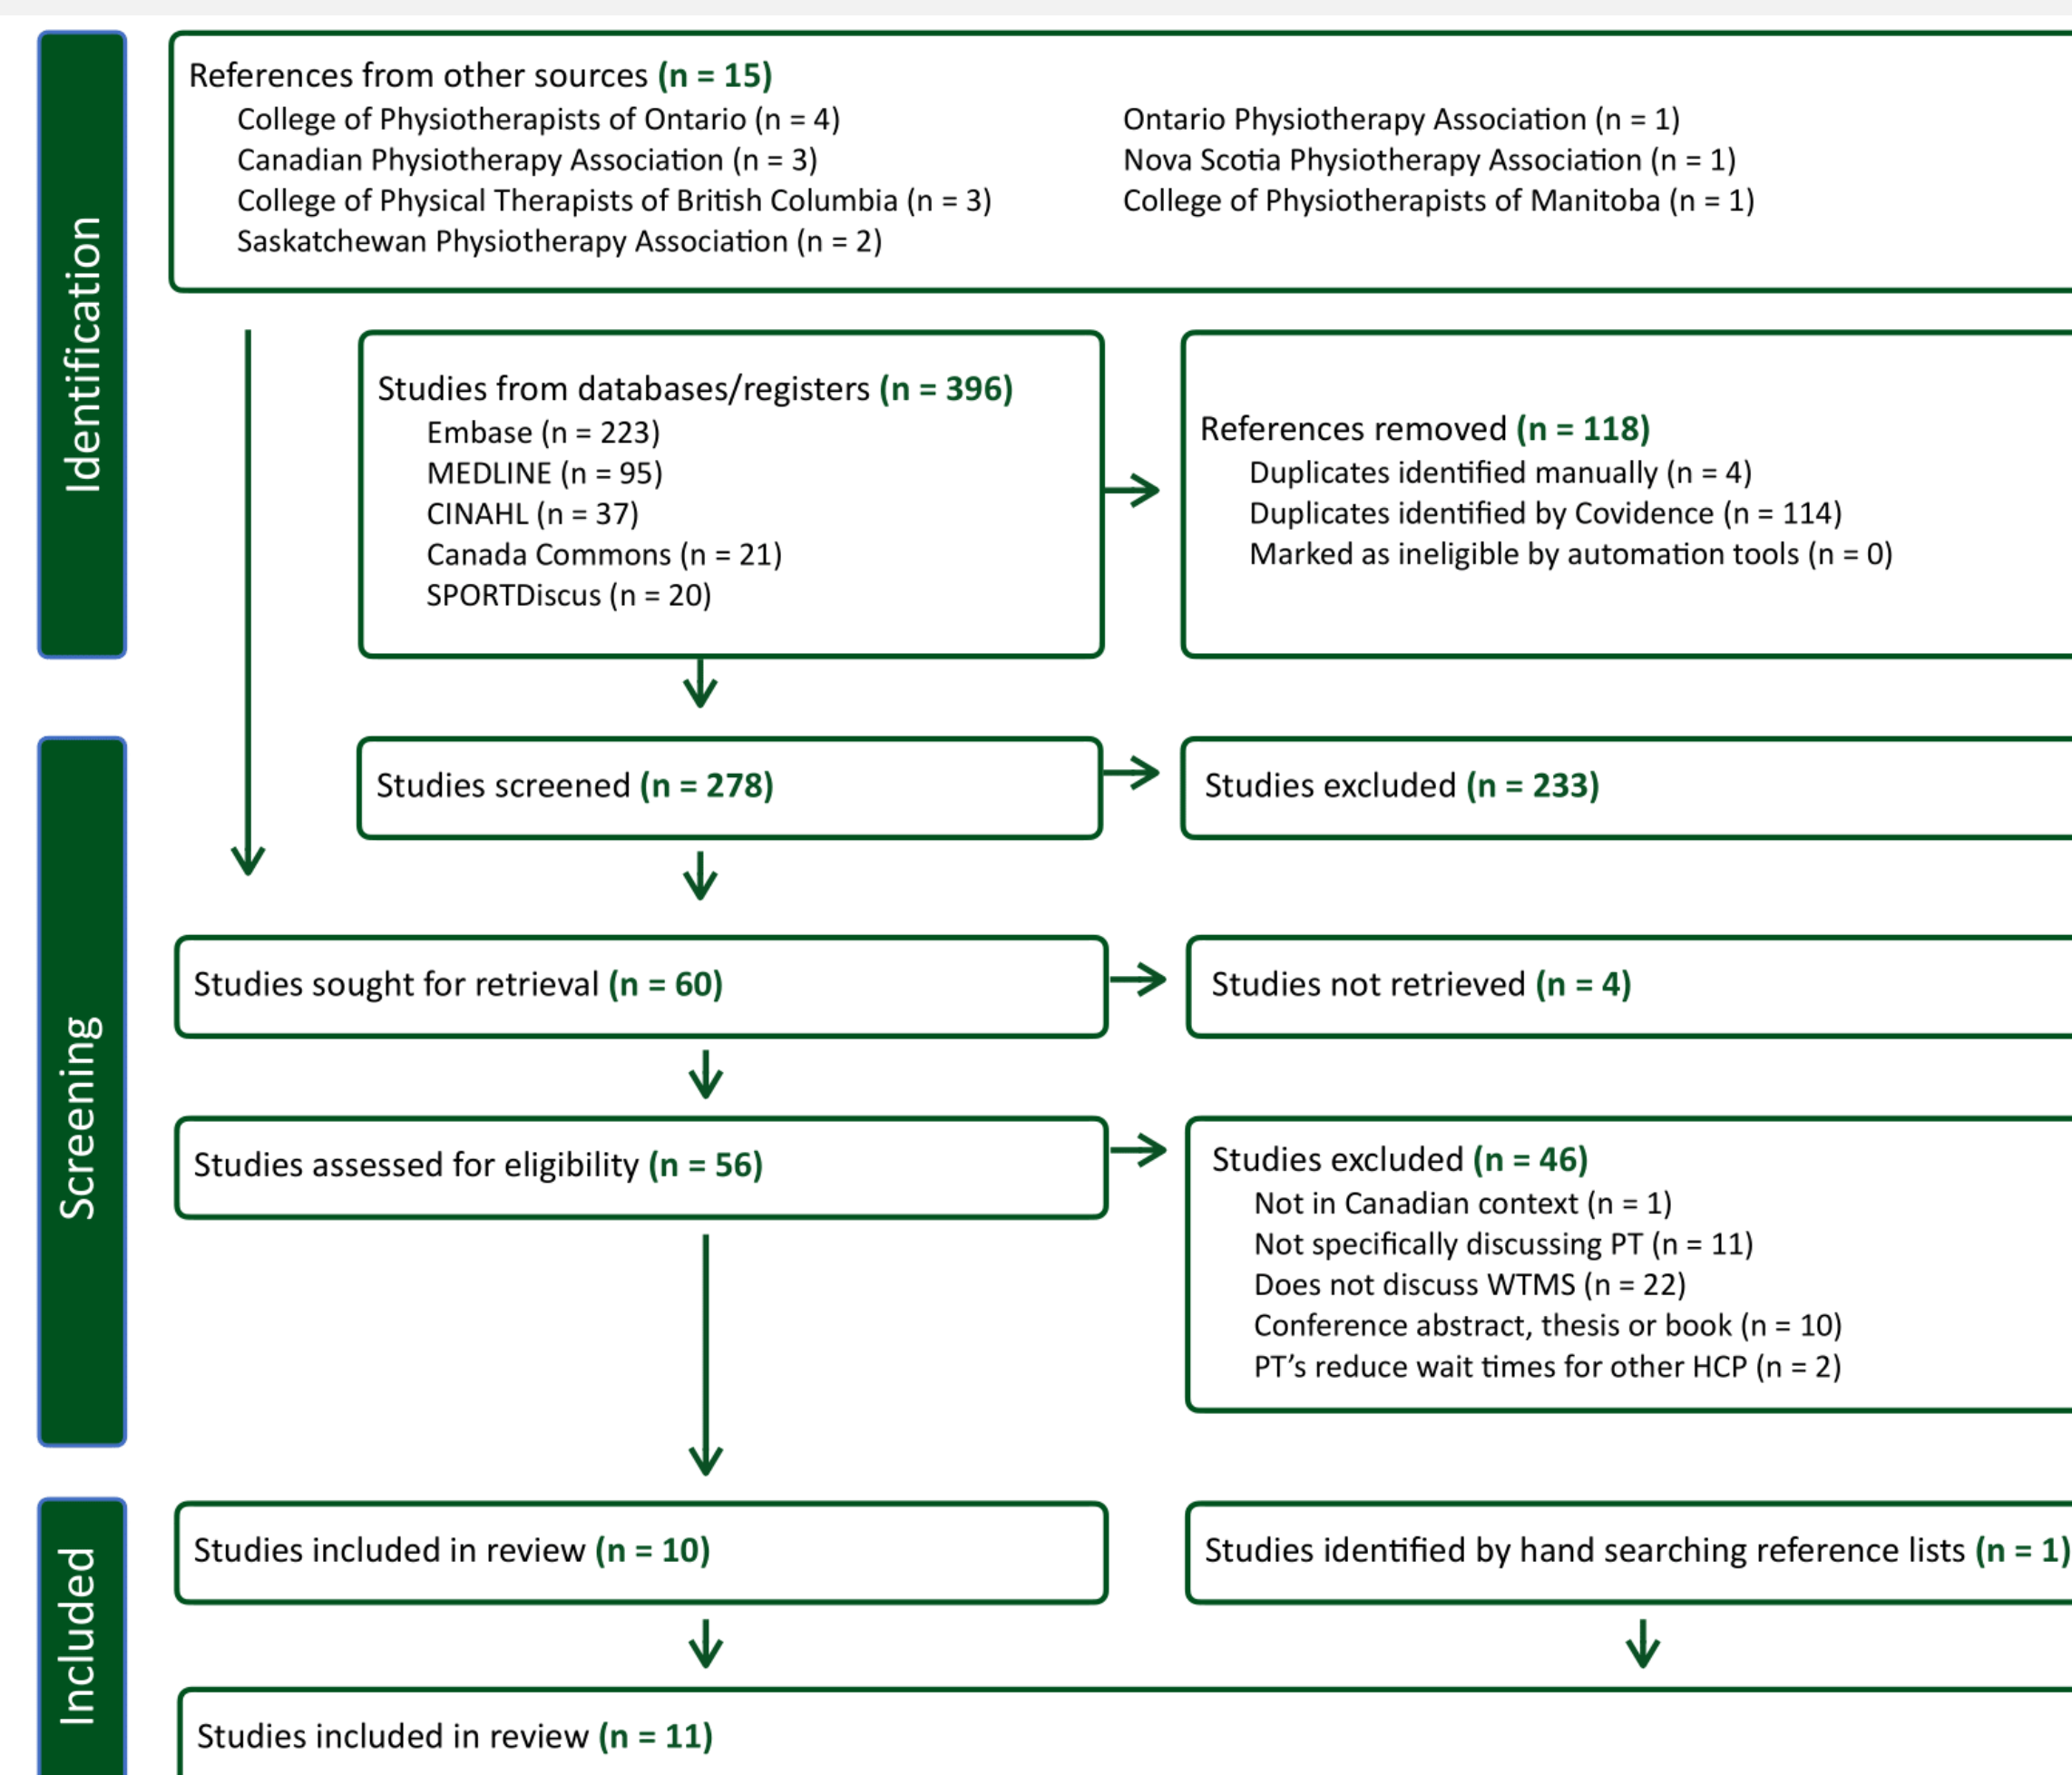 Identification
References from other sources (n = 15)
College of Physiotherapists of Ontario (n = 4)
Canadian Physiotherapy Association (n = 3)
College of Physical Therapists of British Columbia (n = 3)
Saskatchewan Physiotherapy Association (n = 2)
Ontario Physiotherapy Association (n = 1)
Nova Scotia Physiotherapy Association (n = 1)
College of Physiotherapists of Manitoba (n = 1)
Studies from databases/registers (n = 396)
Embase (n = 223)
MEDLINE (n = 95)
CINAHL (n = 37)
Canada Commons (n = 21)
SPORTDiscus (n = 20)
References removed (n = 118)
Duplicates identified manually (n = 4)
Duplicates identified by Covidence (n = 114)
Marked as ineligible by automation tools (n = 0)
Screening
Studies screened (n = 278)
Studies excluded (n = 233)
Studies sought for retrieval (n = 60)
Studies not retrieved (n = 4)
Studies assessed for eligibility (n = 56)
Studies excluded (n = 46)
Not in Canadian context (n = 1)
Not specifically discussing PT (n = 11)
Does not discuss WTMS (n = 22)
Conference abstract, thesis or book (n = 10)
PT’s reduce wait times for other HCP (n = 2)
Included
Studies included in review (n = 10)
Studies identified by hand searching reference lists (n = 1)
Studies included in review (n = 11)